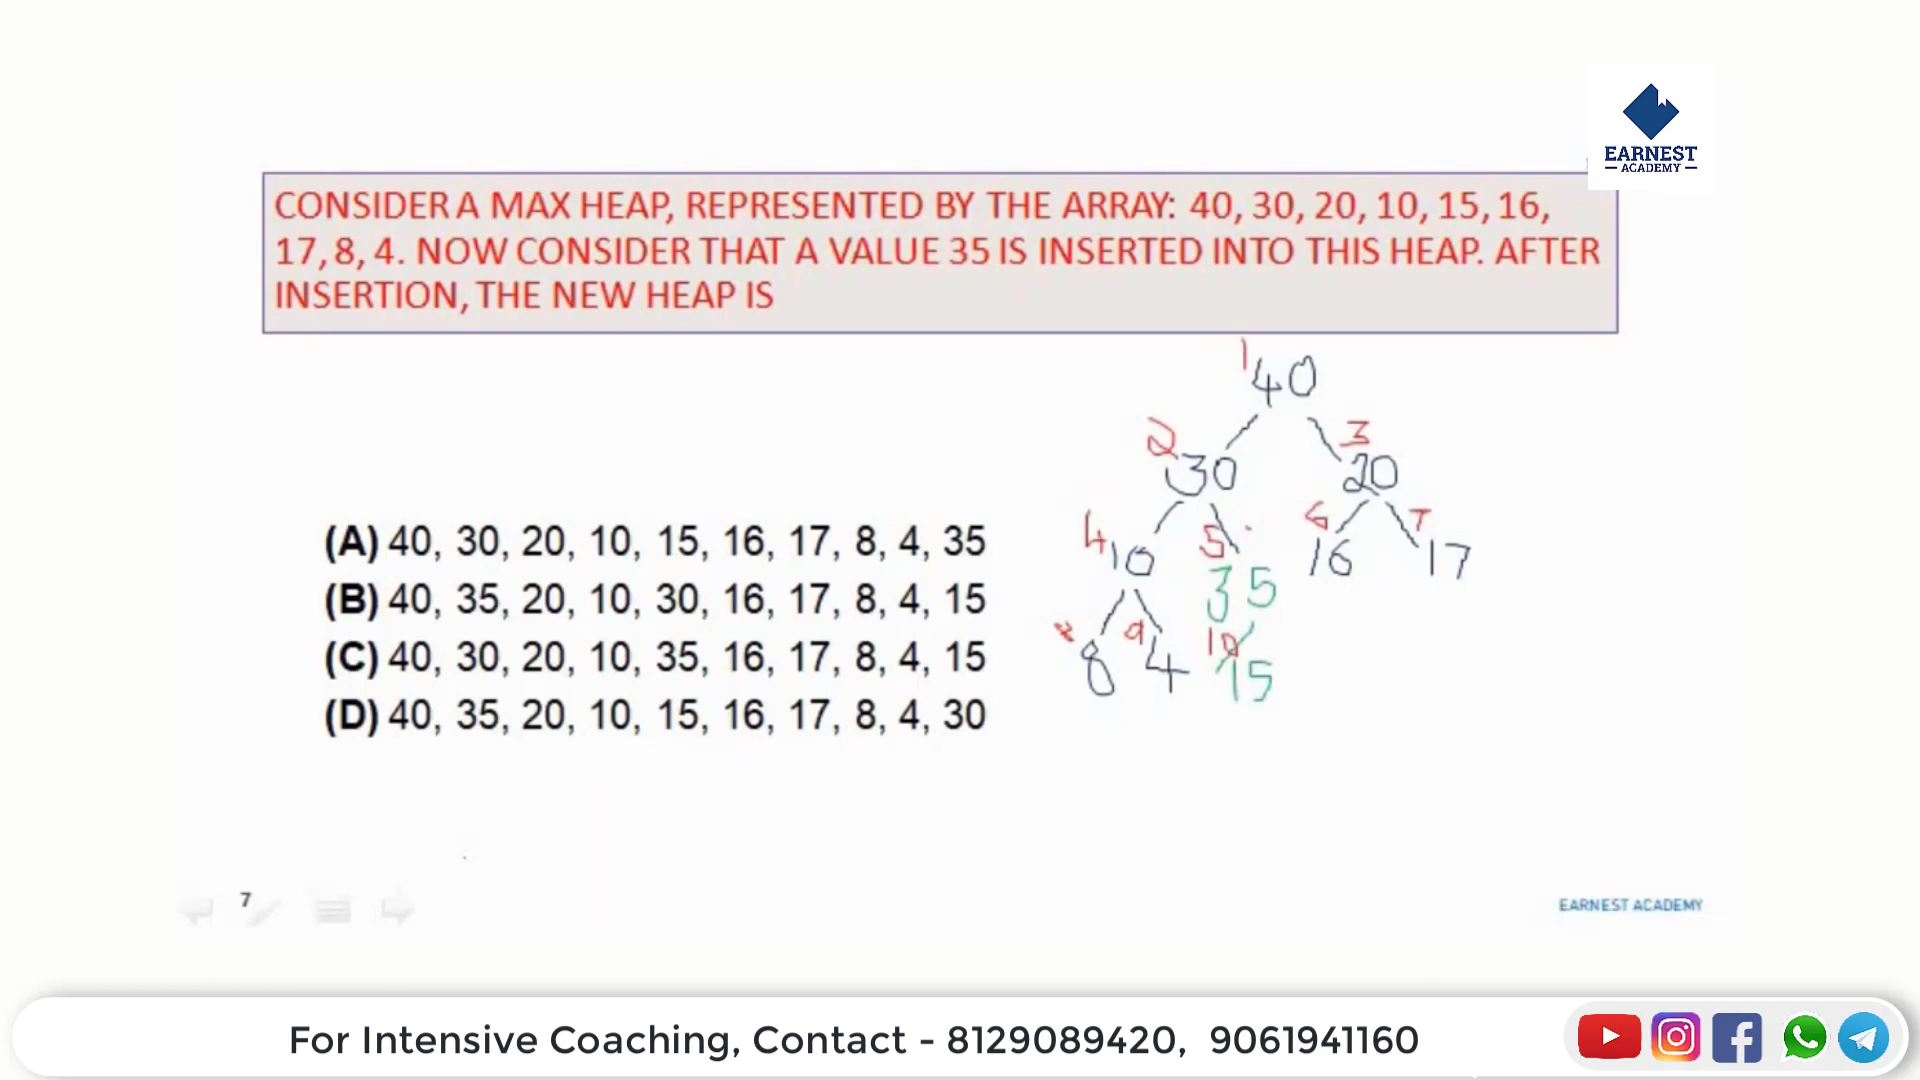 EARNEST
ACADEMY
CONSIDER A MAX HEAP, REPRESENTED BY THE ARRAY: 40, 30, 20, 10, 15, 16,
17, 8, 4. NOW CONSIDER THAT A VALUE 35 IS INSERTED INTO THIS HEAP. AFTER
INSERTION, THE NEW HEAP IS
1
40
2 3
30 20
4 5 6 7
10 35 16 17
8 9 10
8 4 15
(A) 40, 30, 20, 10, 15, 16, 17, 8, 4, 35
(B) 40, 35, 20, 10, 30, 16, 17, 8, 4, 15
(C) 40, 30, 20, 10, 35, 16, 17, 8, 4, 15
(D) 40, 35, 20, 10, 15, 16, 17, 8, 4, 30
7
EARNEST ACADEMY
For Intensive Coaching, Contact - 8129089420, 9061941160